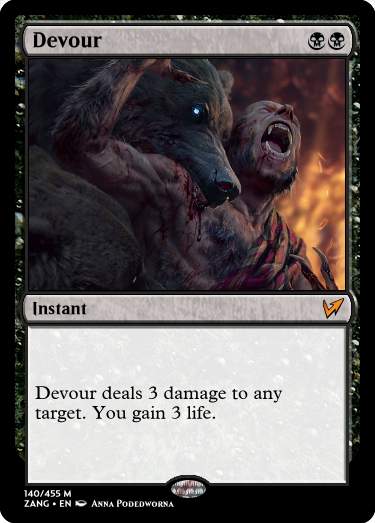 Devour
Instant
Devour deals 3 damage to any
target. You gain 3 life.
140/455 M
ZANG • EN Anna Podedworna